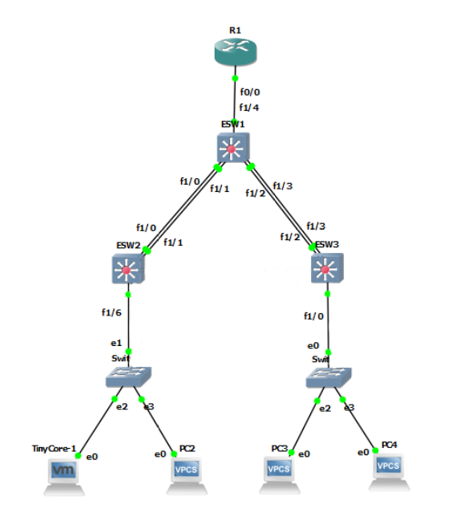 R1
f0/0
f1/4
ESW1
f1/0
f1/1
f1/3
f1/2
f1/0
f1/1
f1/3
f1/2
ESW2
ESW3
f1/6
f1/0
e1
e0
Swit
Swit
e2
e3
e2
e3
TinyCore-1
e0
e0
PC2
PC3
e0
e0
PC4
vm
VPCS
VPCS
VPCS